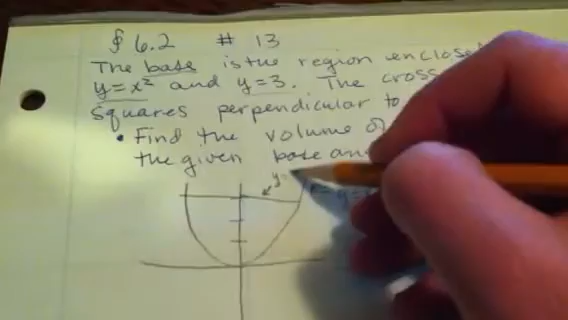 § 6.2 # 13
The base is the region enclose
y=x² and y=3. The cross
squares perpendicular to
• Find the volume of
the given base an
y=
y=